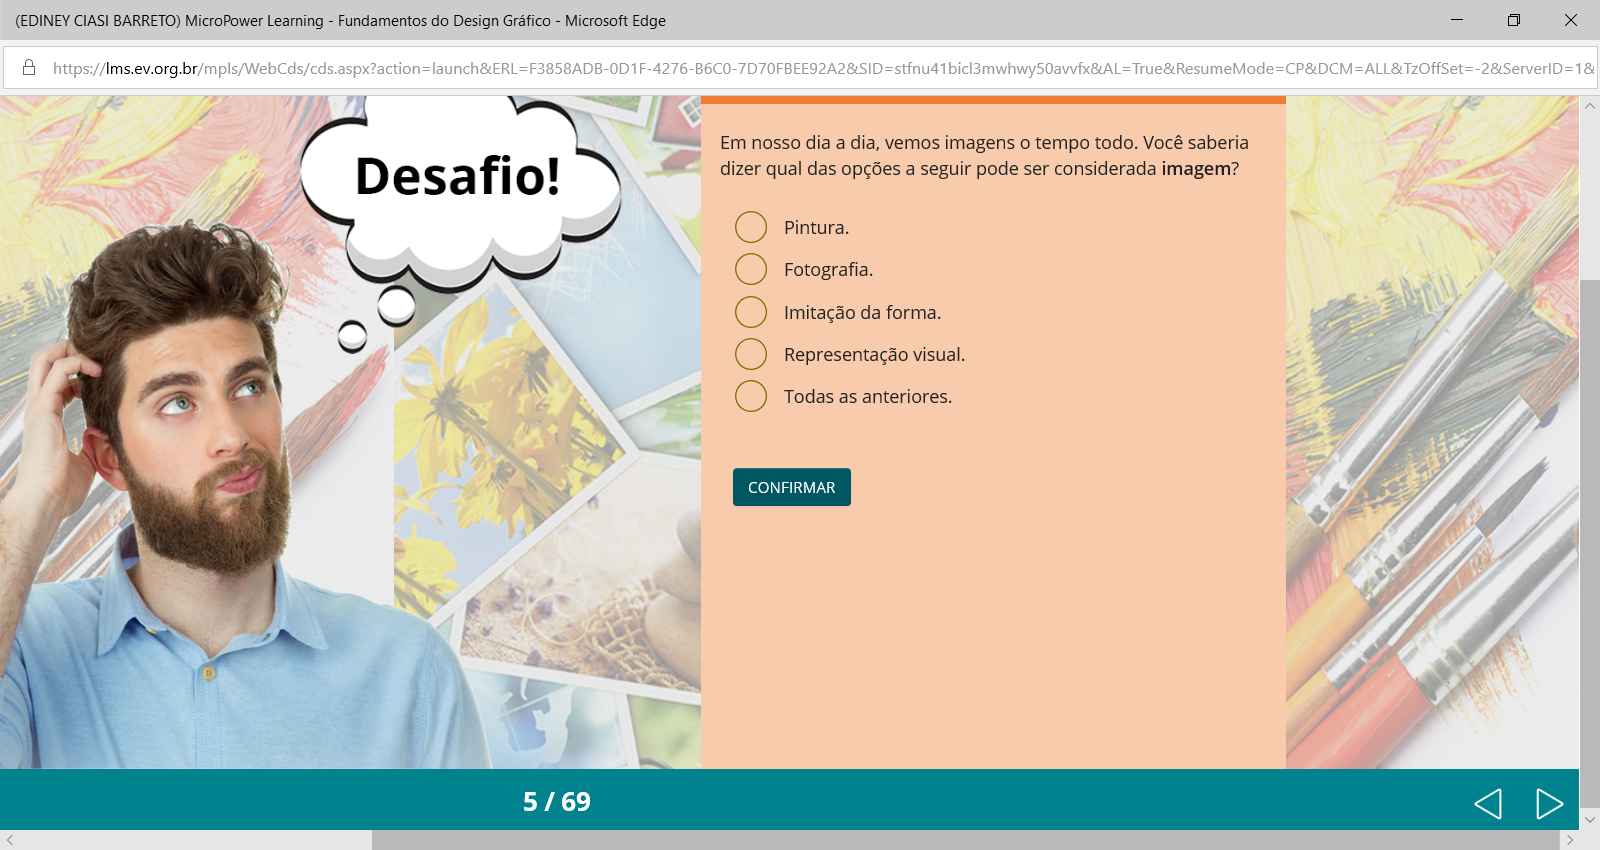 (EDINEY CIASI BARRETO) MicroPower Learning - Fundamentos do Design Gráfico - Microsoft Edge
https://lms.ev.org.br/mpls/WebCds/cds.aspx?action=launch&ERL=F3858ADB-0D1F-4276-B6C0-7D70FBEE92A2&SID=stfnu41bicl3mwhwy50avvfx&AL=True&ResumeMode=CP&DCM=ALL&TzOffSet=-2&ServerID=1&
Desafio!
Em nosso dia a dia, vemos imagens o tempo todo. Você saberia
dizer qual das opções a seguir pode ser considerada imagem?
Pintura.
Fotografia.
Imitação da forma.
Representação visual.
Todas as anteriores.
CONFIRMAR
5 / 69